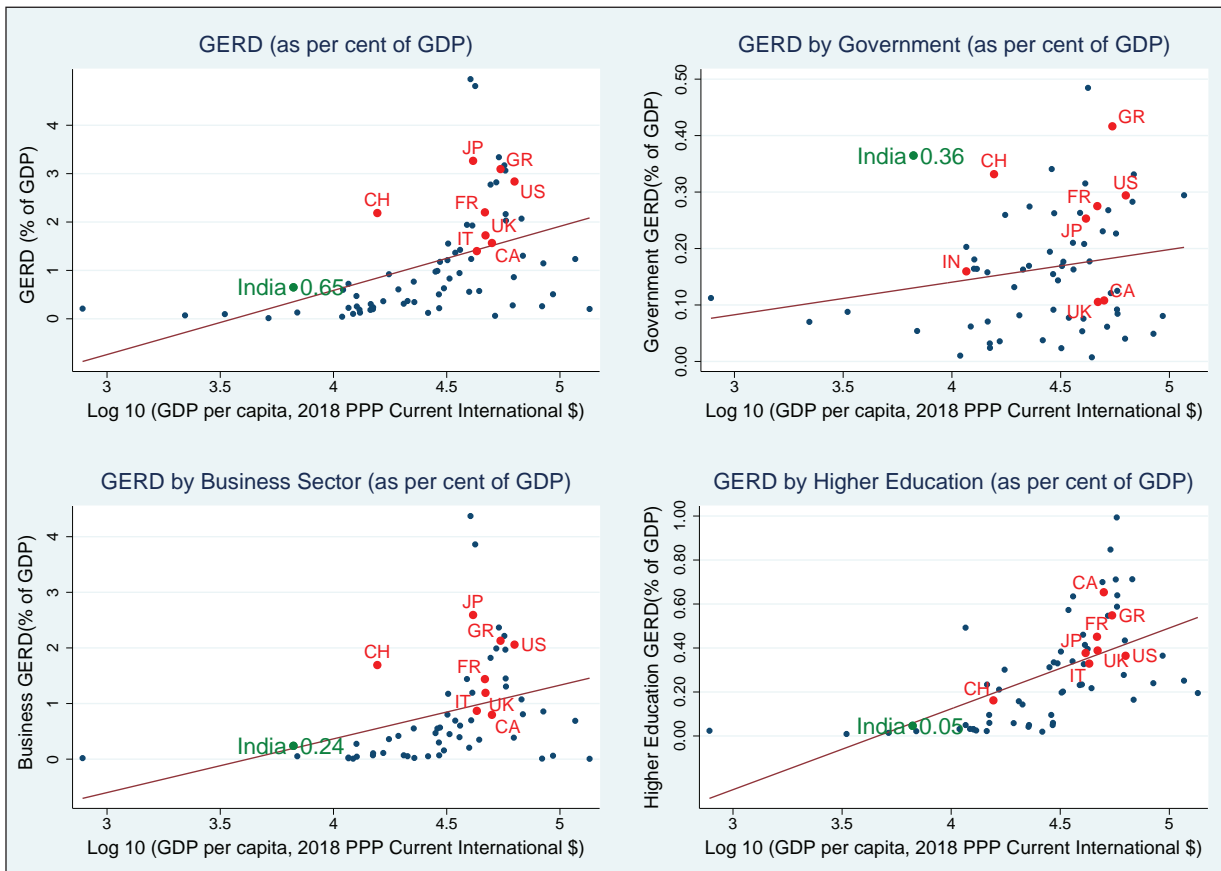 GERD (as per cent of GDP)
GERD (% of GDP)
4
3
2
1
0
JP
GR
US
CH
FR
UK
IT
CA
India 0.65
3
3.5
4
4.5
5
Log 10 (GDP per capita, 2018 PPP Current International $)
GERD by Government (as per cent of GDP)
Government GERD(% of GDP)
0.50
0.40
0.30
0.20
0.10
0.00
GR
India 0.36
CH
US
FR
JP
IN
CA
UK
3
3.5
4
4.5
5
Log 10 (GDP per capita, 2018 PPP Current International $)
GERD by Business Sector (as per cent of GDP)
Business GERD(% of GDP)
4
3
2
1
0
JP
GR
US
CH
FR
IT
UK
CA
India 0.24
3
3.5
4
4.5
5
Log 10 (GDP per capita, 2018 PPP Current International $)
GERD by Higher Education (as per cent of GDP)
Higher Education GERD(% of GDP)
1.00
0.80
0.60
0.40
0.20
0.00
CA
GR
FR
JP
UK
US
IT
CH
India 0.05
3
3.5
4
4.5
5
Log 10 (GDP per capita, 2018 PPP Current International $)